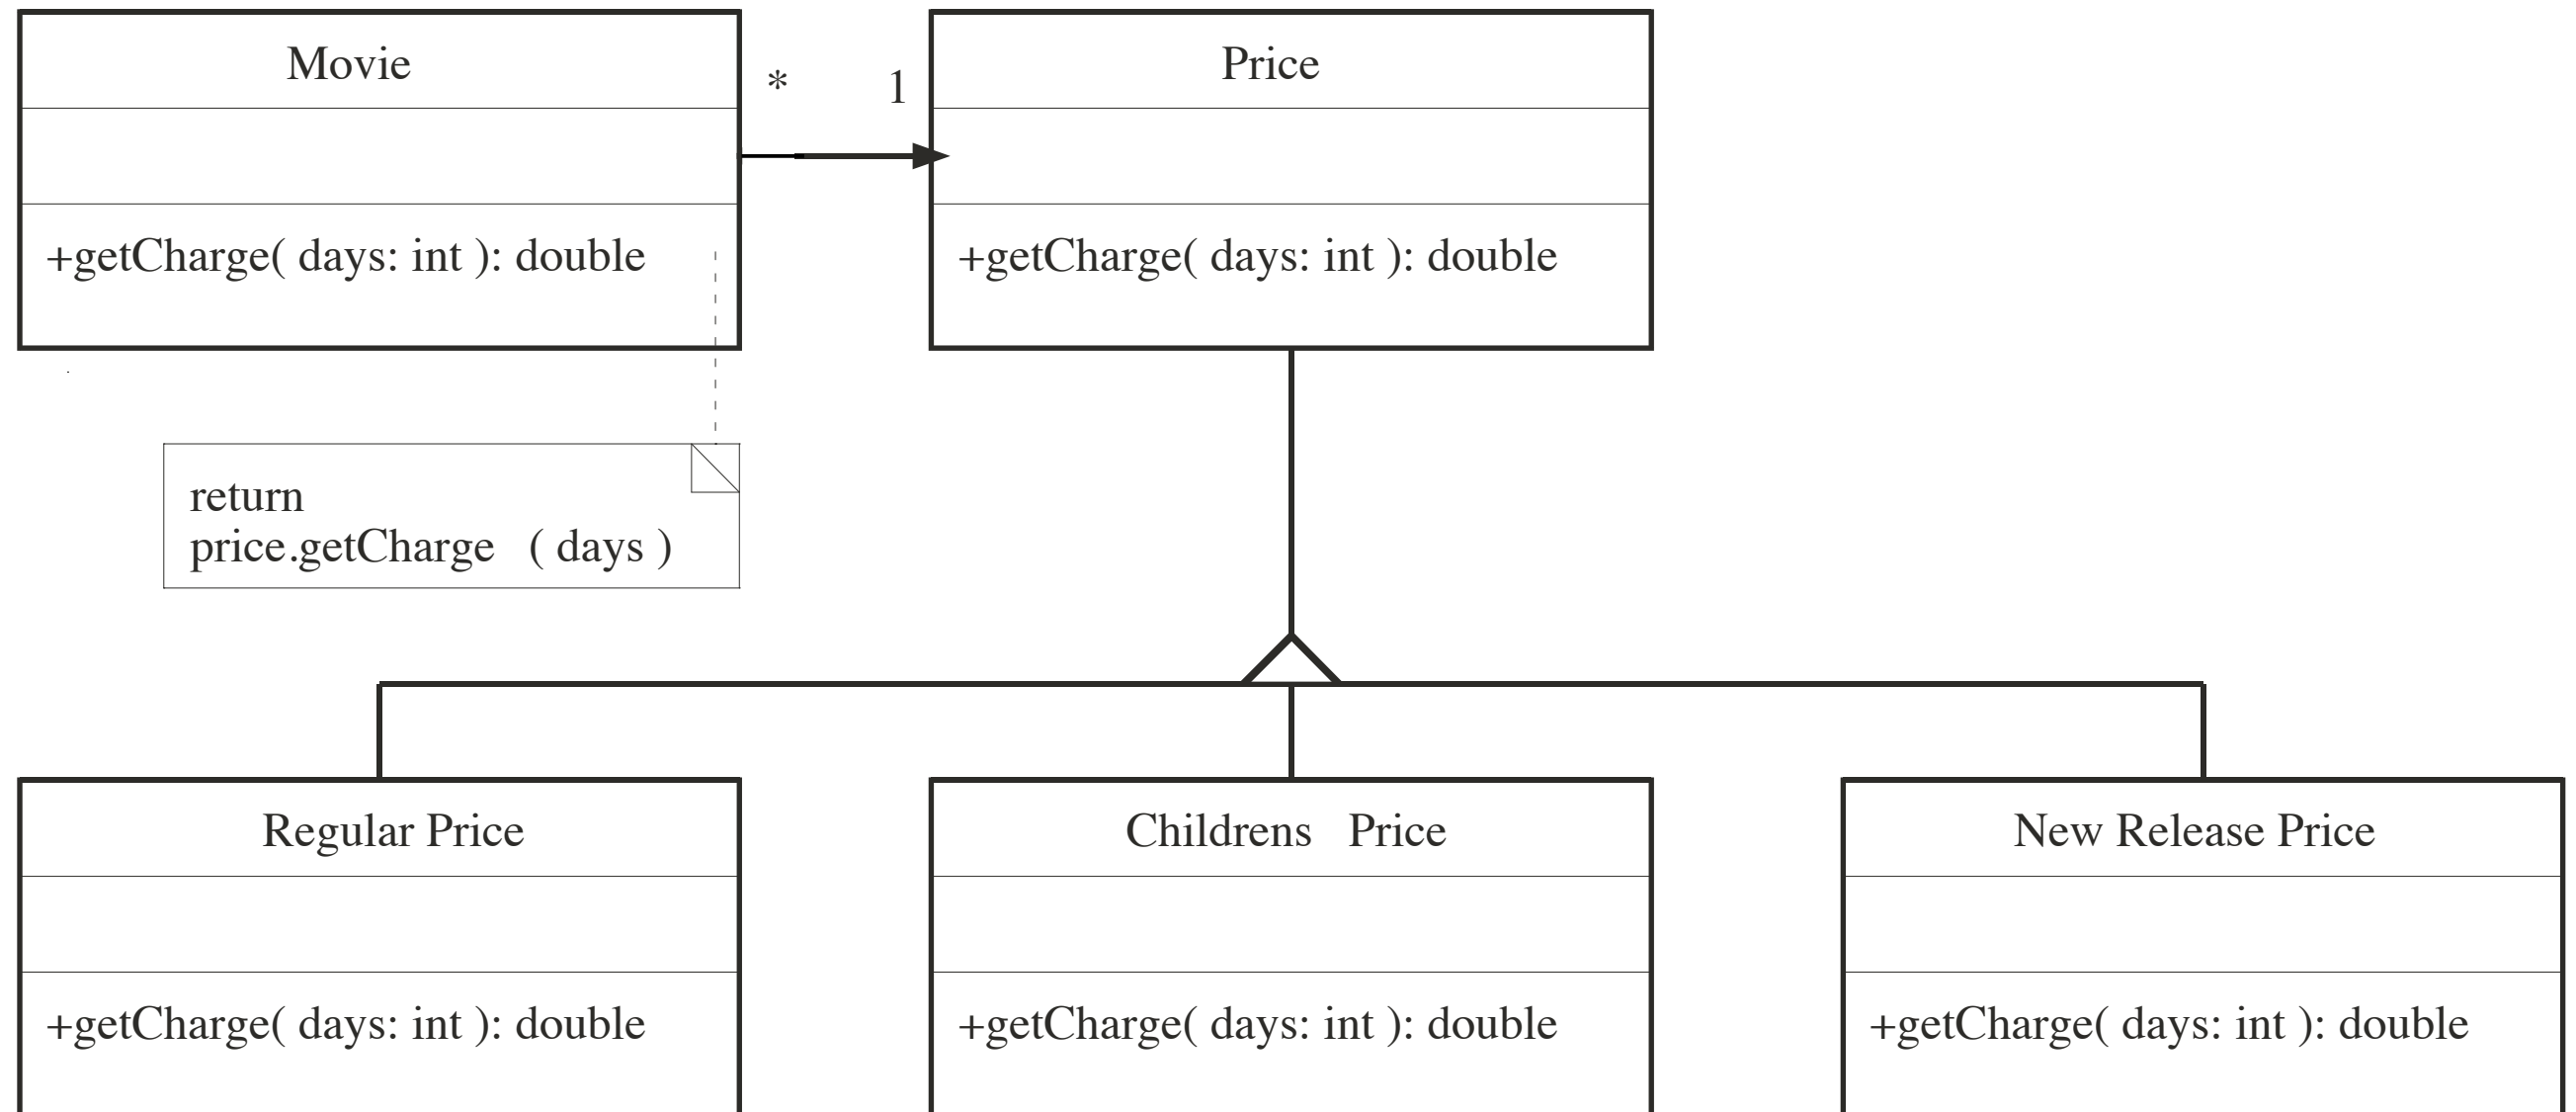 Movie
* 1
Price
+getCharge( days: int ): double
+getCharge( days: int ): double
return
price.getCharge ( days )
Regular Price
Childrens Price
New Release Price
+getCharge( days: int ): double
+getCharge( days: int ): double
+getCharge( days: int ): double